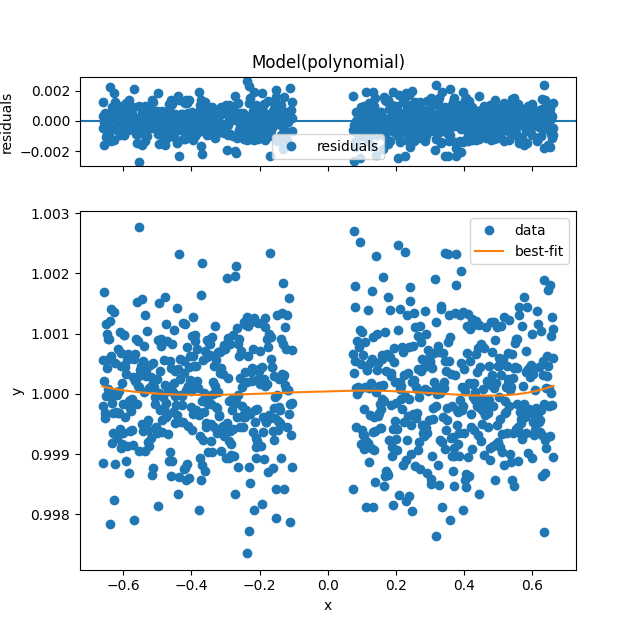 Model(polynomial)
residuals
0.002
0.000
−0.002
residuals
1.003
1.002
1.001
1.000
0.999
0.998
y
data
best-fit
−0.6
−0.4
−0.2
0.0
0.2
0.4
0.6
x